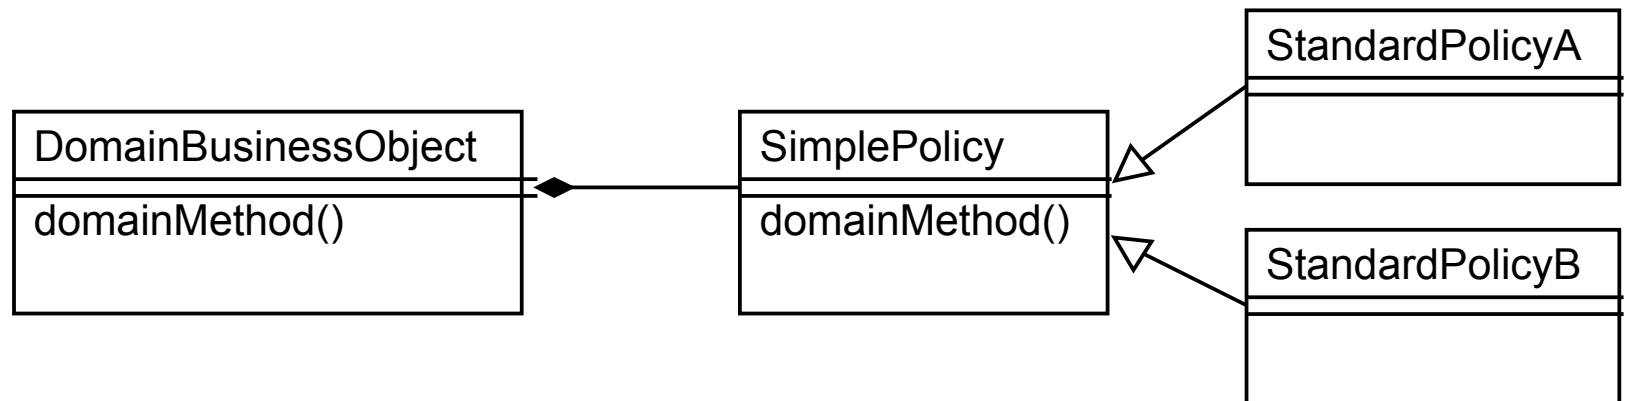 DomainBusinessObject
domainMethod()
SimplePolicy
domainMethod()
StandardPolicyA
StandardPolicyB